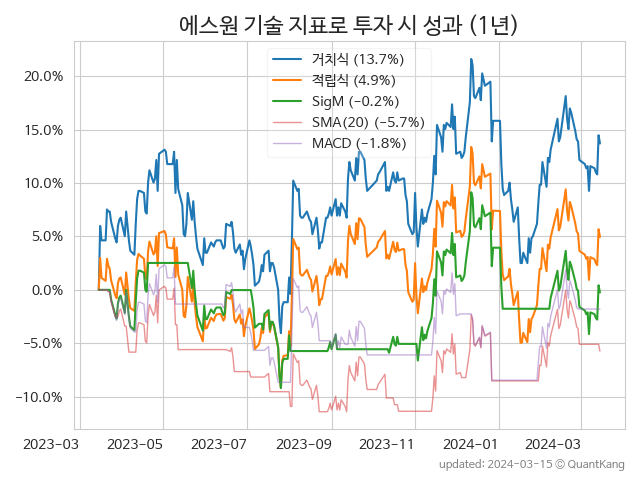 에스원 기술 지표로 투자 시 성과 (1년)
거치식 (13.7%)
적립식 (4.9%)
SigM (−0.2%)
SMA(20) (−5.7%)
MACD (−1.8%)
20.0%
15.0%
10.0%
5.0%
0.0%
−5.0%
−10.0%
2023-03 2023-05 2023-07 2023-09 2023-11 2024-01 2024-03
updated: 2024-03-15 ⓒ QuantKang